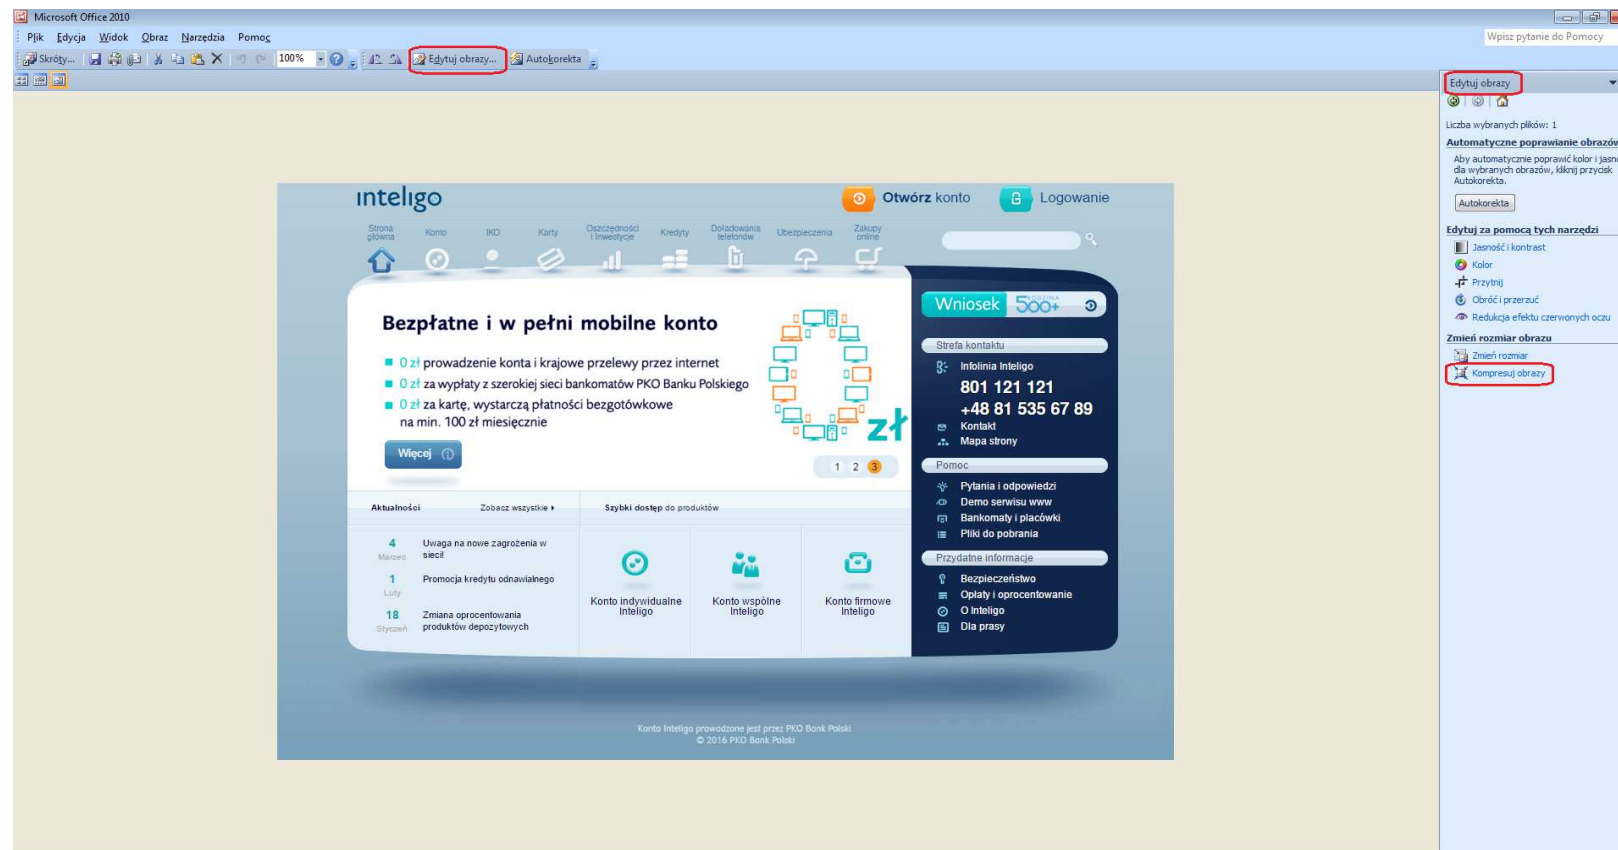 Microsoft Office 2010
Plik Edycja Widok Obraz Narzędzia Pomoc
Wpisz pytanie do Pomocy
Skróty... 100% Edytuj obrazy... Autokorekta
Edytuj obrazy
Liczba wybranych plików: 1
Automatyczne poprawianie obrazów
Aby automatycznie poprawić kolor i jasn
dla wybranych obrazów, kliknij przycisk
Autokorekta.
Autokorekta
Edytuj za pomocą tych narzędzi
Jasność i kontrast
Kolor
Przytnij
Obróć i przerzuć
Redukcja efektu czerwonych oczu
Zmień rozmiar obrazu
Zmień rozmiar
Kompresuj obrazy
inteligo
Otwórz konto
Logowanie
Strona
główna
Konto
IKO
Karty
Oszczędności
i Inwestycje
Kredyty
Doładowania
telefonów
Ubezpieczenia
Zakupy
online
Bezpłatne i w pełni mobilne konto
0 zł prowadzenie konta i krajowe przelewy przez internet
0 zł za wypłaty z szerokiej sieci bankomatów PKO Banku Polskiego
0 zł za kartę, wystarczą płatności bezgotówkowe
na min. 100 zł miesięcznie
zł
Więcej
1 2 3
Wniosek RODZINA 500+
Strefa kontaktu
Infolinia Inteligo
801 121 121
+48 81 535 67 89
Kontakt
Mapa strony
Pomoc
Pytania i odpowiedzi
Demo serwisu www
Bankomaty i placówki
Pliki do pobrania
Przydatne informacje
Bezpieczeństwo
Opłaty i oprocentowanie
O Inteligo
Dla prasy
Aktualności
Zobacz wszystkie
Szybki dostęp do produktów
4 Marzec
Uwaga na nowe zagrożenia w
sieci!
1 Luty
Promocja kredytu odnawialnego
18 Styczeń
Zmiana oprocentowania
produktów depozytowych
Konto indywidualne
Inteligo
Konto wspólne
Inteligo
Konto firmowe
Inteligo
Konto Inteligo prowadzone jest przez PKO Bank Polski
© 2016 PKO Bank Polski